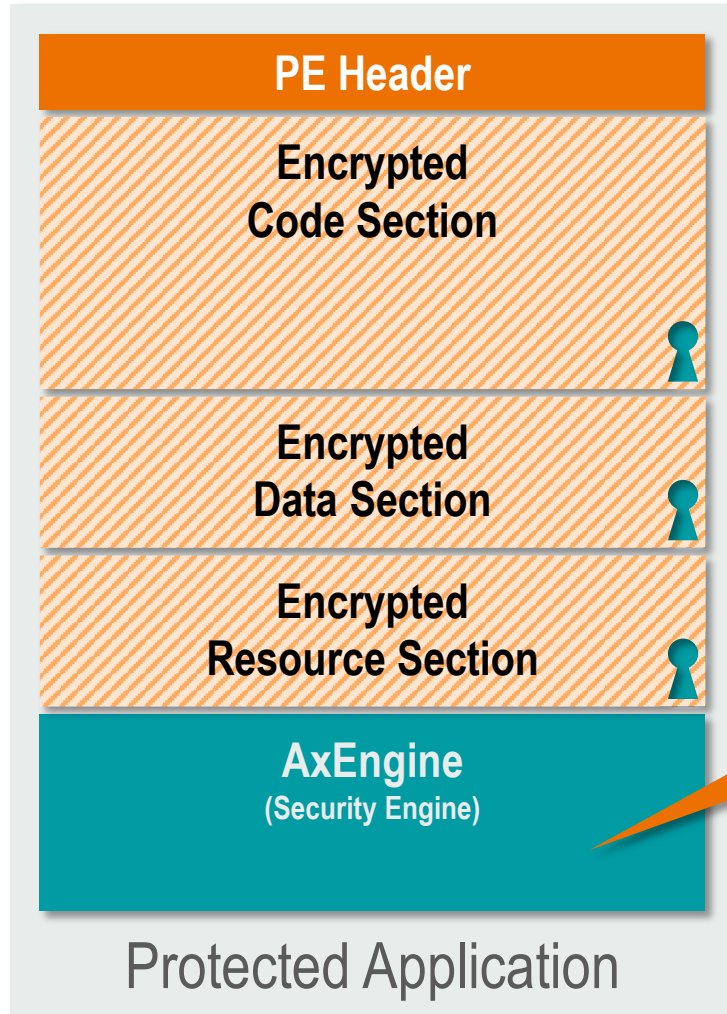 PE Header
Encrypted
Code Section
Encrypted
Data Section
Encrypted
Resource Section
AxEngine
(Security Engine)
Protected Application